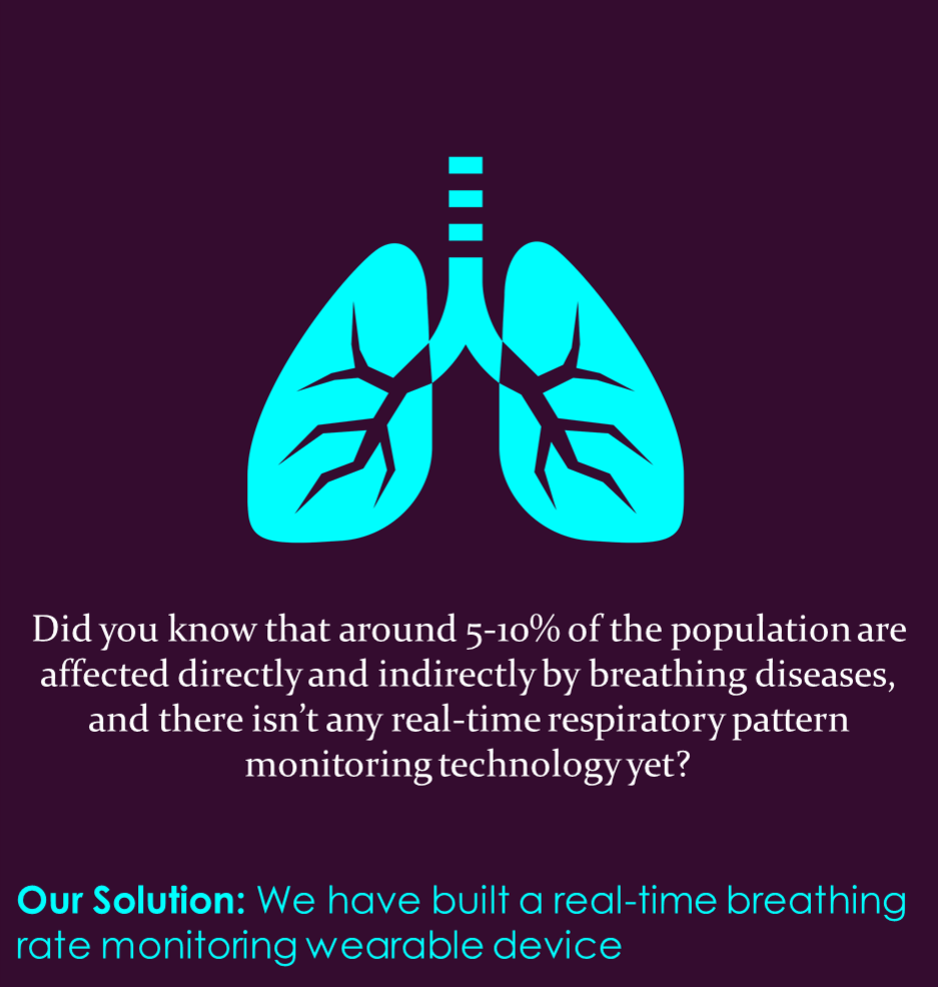 Did you know that around 5-10% of the population are
affected directly and indirectly by breathing diseases,
and there isn’t any real-time respiratory pattern
monitoring technology yet?
Our Solution: We have built a real-time breathing
rate monitoring wearable device